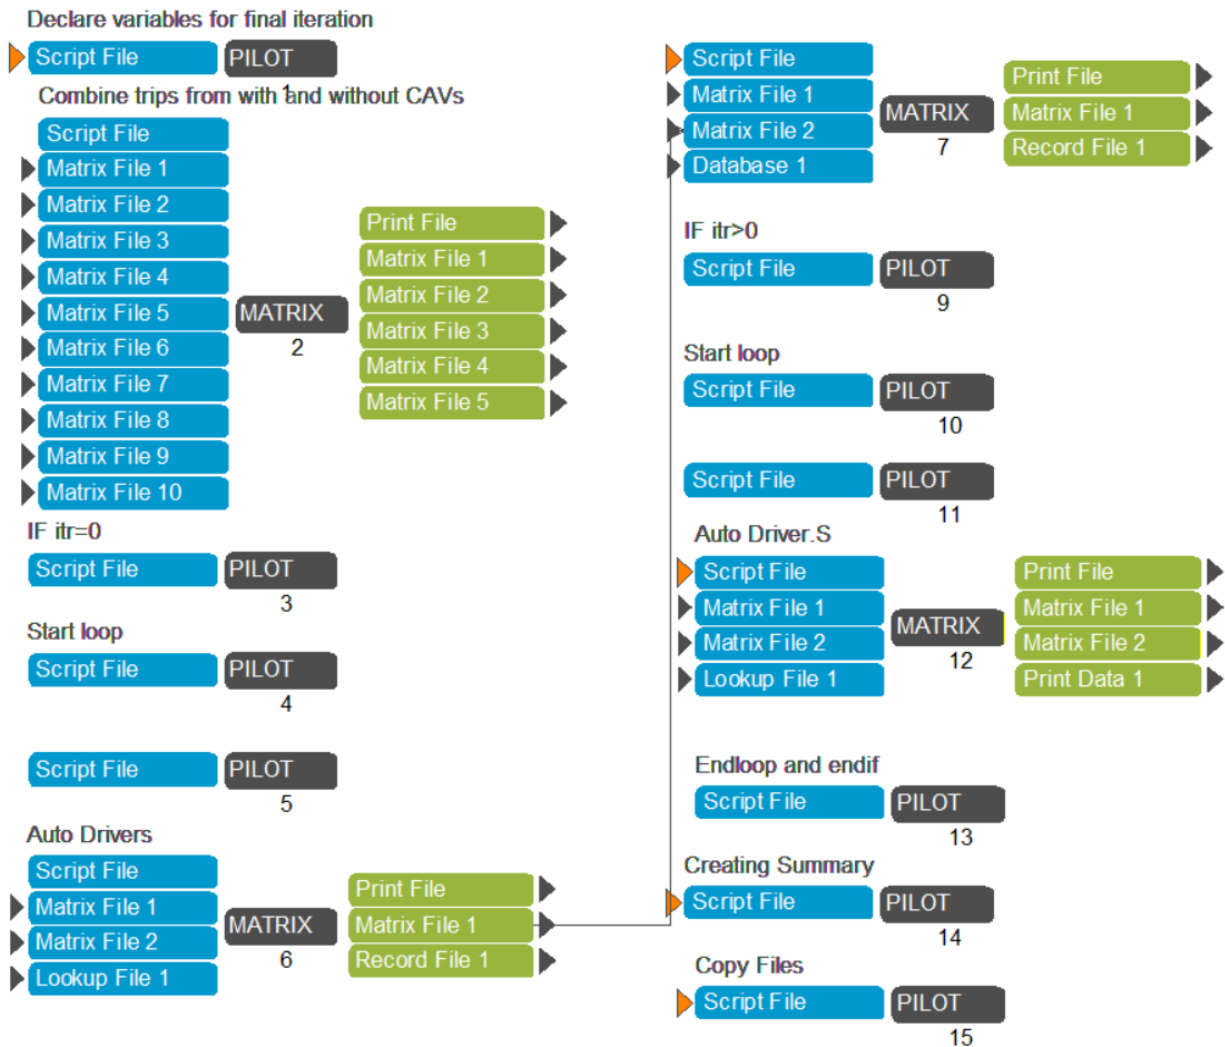 Declare variables for final iteration
Script File PILOT
1
Combine trips from with and without CAVs
Script File
Matrix File 1
Matrix File 2
Matrix File 3
Matrix File 4
Matrix File 5
Matrix File 6
Matrix File 7
Matrix File 8
Matrix File 9
Matrix File 10
MATRIX
2
Print File
Matrix File 1
Matrix File 2
Matrix File 3
Matrix File 4
Matrix File 5
IF itr=0
Script File PILOT
3
Start loop
Script File PILOT
4
Script File PILOT
5
Auto Drivers
Script File
Matrix File 1
Matrix File 2
Lookup File 1
MATRIX
6
Print File
Matrix File 1
Record File 1
Script File
Matrix File 1
Matrix File 2
Database 1
MATRIX
7
Print File
Matrix File 1
Record File 1
IF itr>0
Script File PILOT
9
Start loop
Script File PILOT
10
Script File PILOT
11
Auto Driver.S
Script File
Matrix File 1
Matrix File 2
Lookup File 1
MATRIX
12
Print File
Matrix File 1
Matrix File 2
Print Data 1
Endloop and endif
Script File PILOT
13
Creating Summary
Script File PILOT
14
Copy Files
Script File PILOT
15